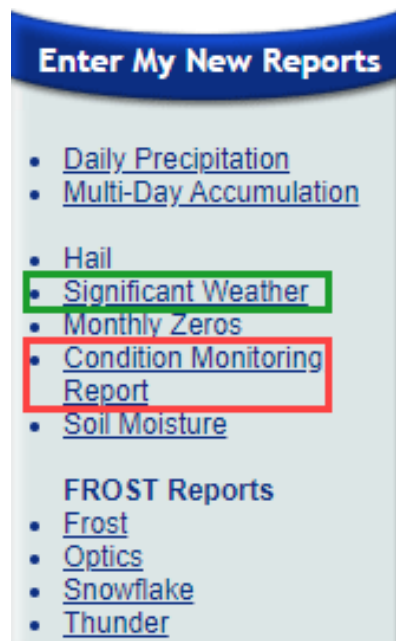 Enter My New Reports
Daily Precipitation
Multi-Day Accumulation
Hail
Significant Weather
Monthly Zeros
Condition Monitoring
Report
Soil Moisture
FROST Reports
Frost
Optics
Snowflake
Thunder